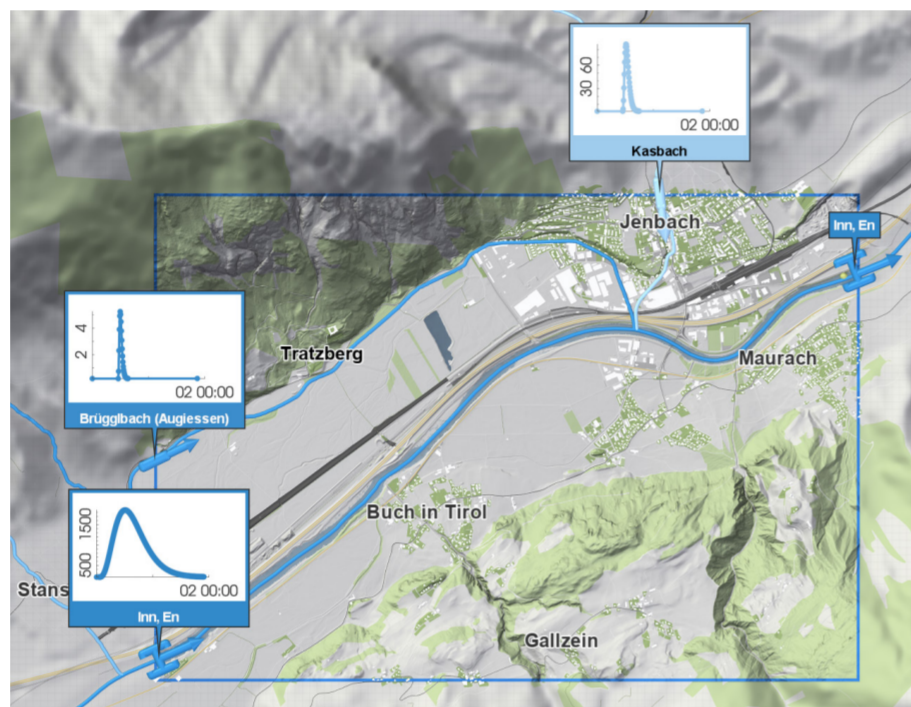 30 60
02 00:00
Kasbach
Jenbach
Inn, En
2 4
02 00:00
Brügglbach (Augiessen)
Tratzberg
Maurach
500 1500
02 00:00
Inn, En
Buch in Tirol
Stans
Gallzein